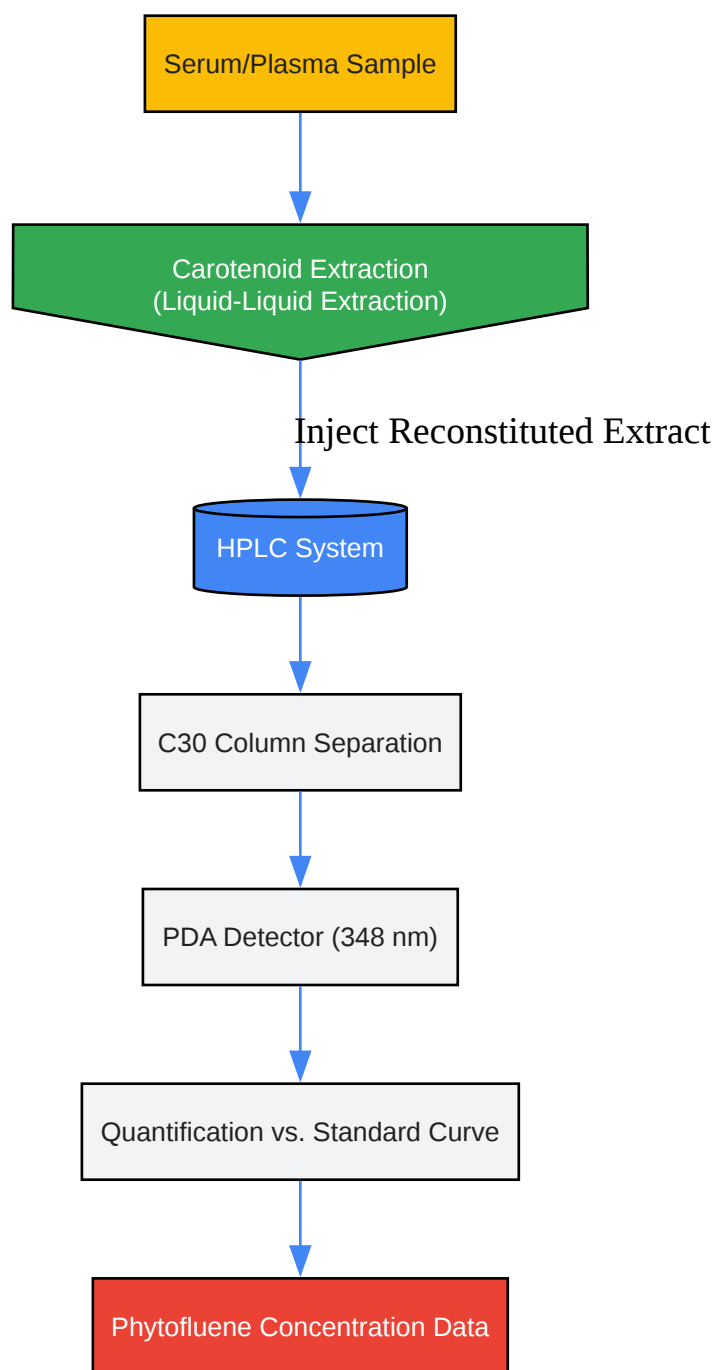 Serum/Plasma Sample
Carotenoid Extraction
(Liquid-Liquid Extraction)
Inject Reconstituted Extract
HPLC System
C30 Column Separation
PDA Detector (348 nm)
Quantification vs. Standard Curve
Phytofluene Concentration Data